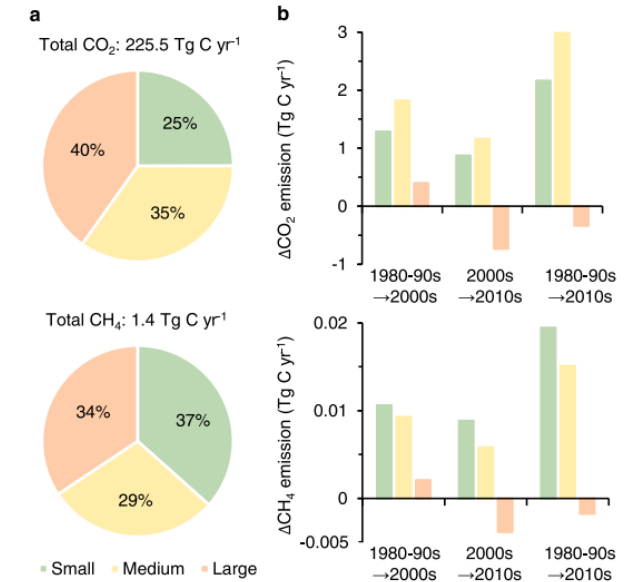 a
Total CO₂: 225.5 Tg C yr⁻¹
25%
40%
35%
Total CH₄: 1.4 Tg C yr⁻¹
34%
37%
29%
Small Medium Large
b
ΔCO₂ emission (Tg C yr⁻¹)
3
2
1
0
-1
1980-90s 2000s 1980-90s
→2000s →2010s →2010s
ΔCH₄ emission (Tg C yr⁻¹)
0.02
0.01
0
-0.005
1980-90s 2000s 1980-90s
→2000s →2010s →2010s